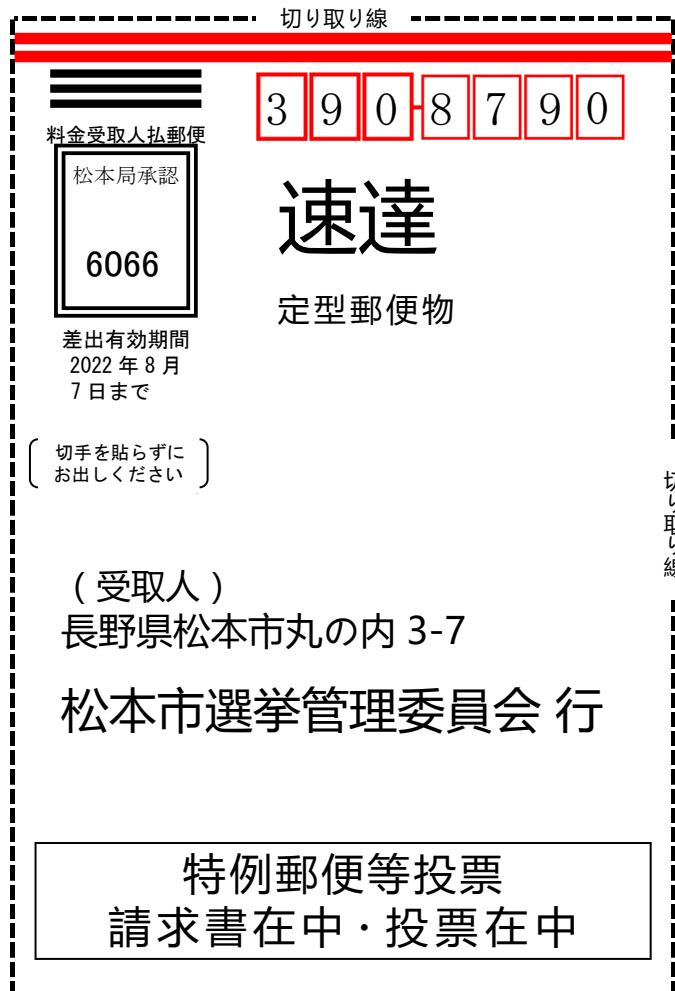 切り取り線
390-8790
料金受取人払郵便
松本局承認
6066
差出有効期間
2022年8月
7日まで
切手を貼らずに
お出しください
速達
定型郵便物
切り取り線
(受取人)
長野県松本市丸の内 3-7
松本市選挙管理委員会 行
特例郵便等投票
請求書在中・投票在中